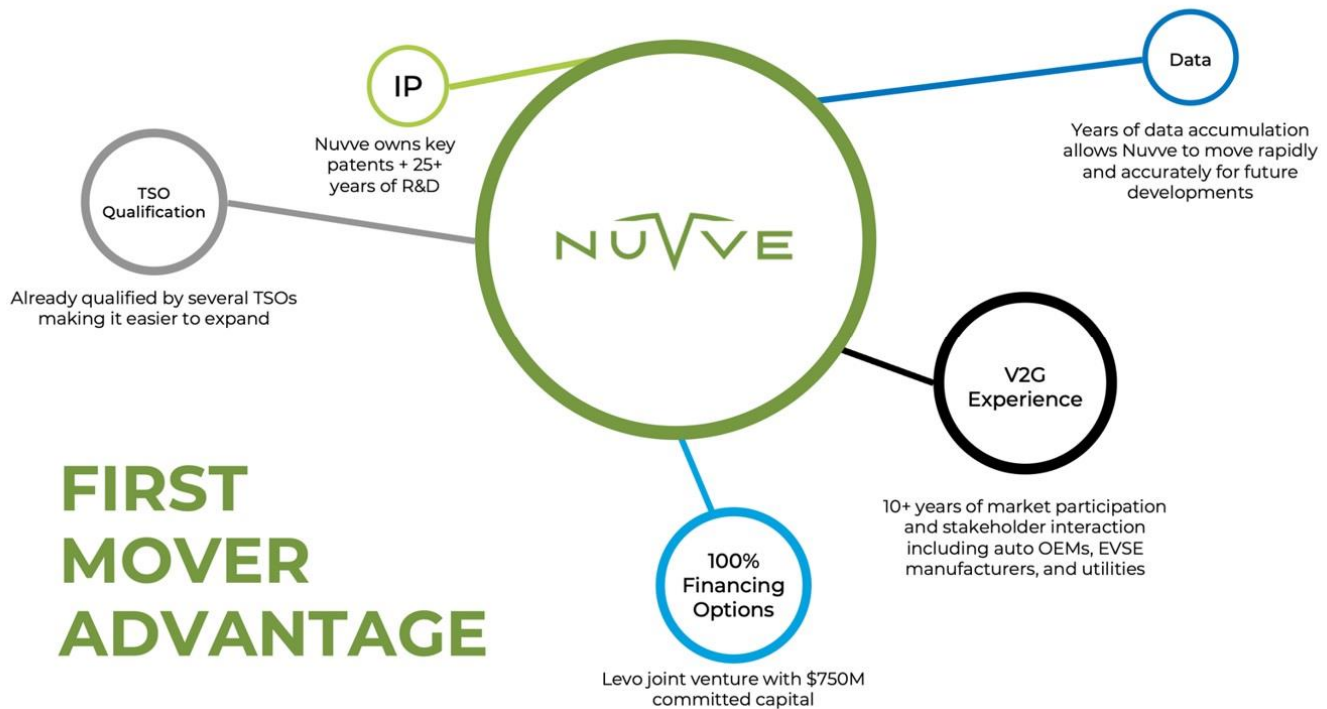 IP
Nuvve owns key
patents + 25+
years of R&D
Data
Years of data accumulation
allows Nuvve to move rapidly
and accurately for future
developments
TSO
Qualification
Already qualified by several TSOs
making it easier to expand
NUVVE
V2G
Experience
10+ years of market participation
and stakeholder interaction
including auto OEMs, EVSE
manufacturers, and utilities
100%
Financing
Options
Levo joint venture with $750M
committed capital
FIRST
MOVER
ADVANTAGE